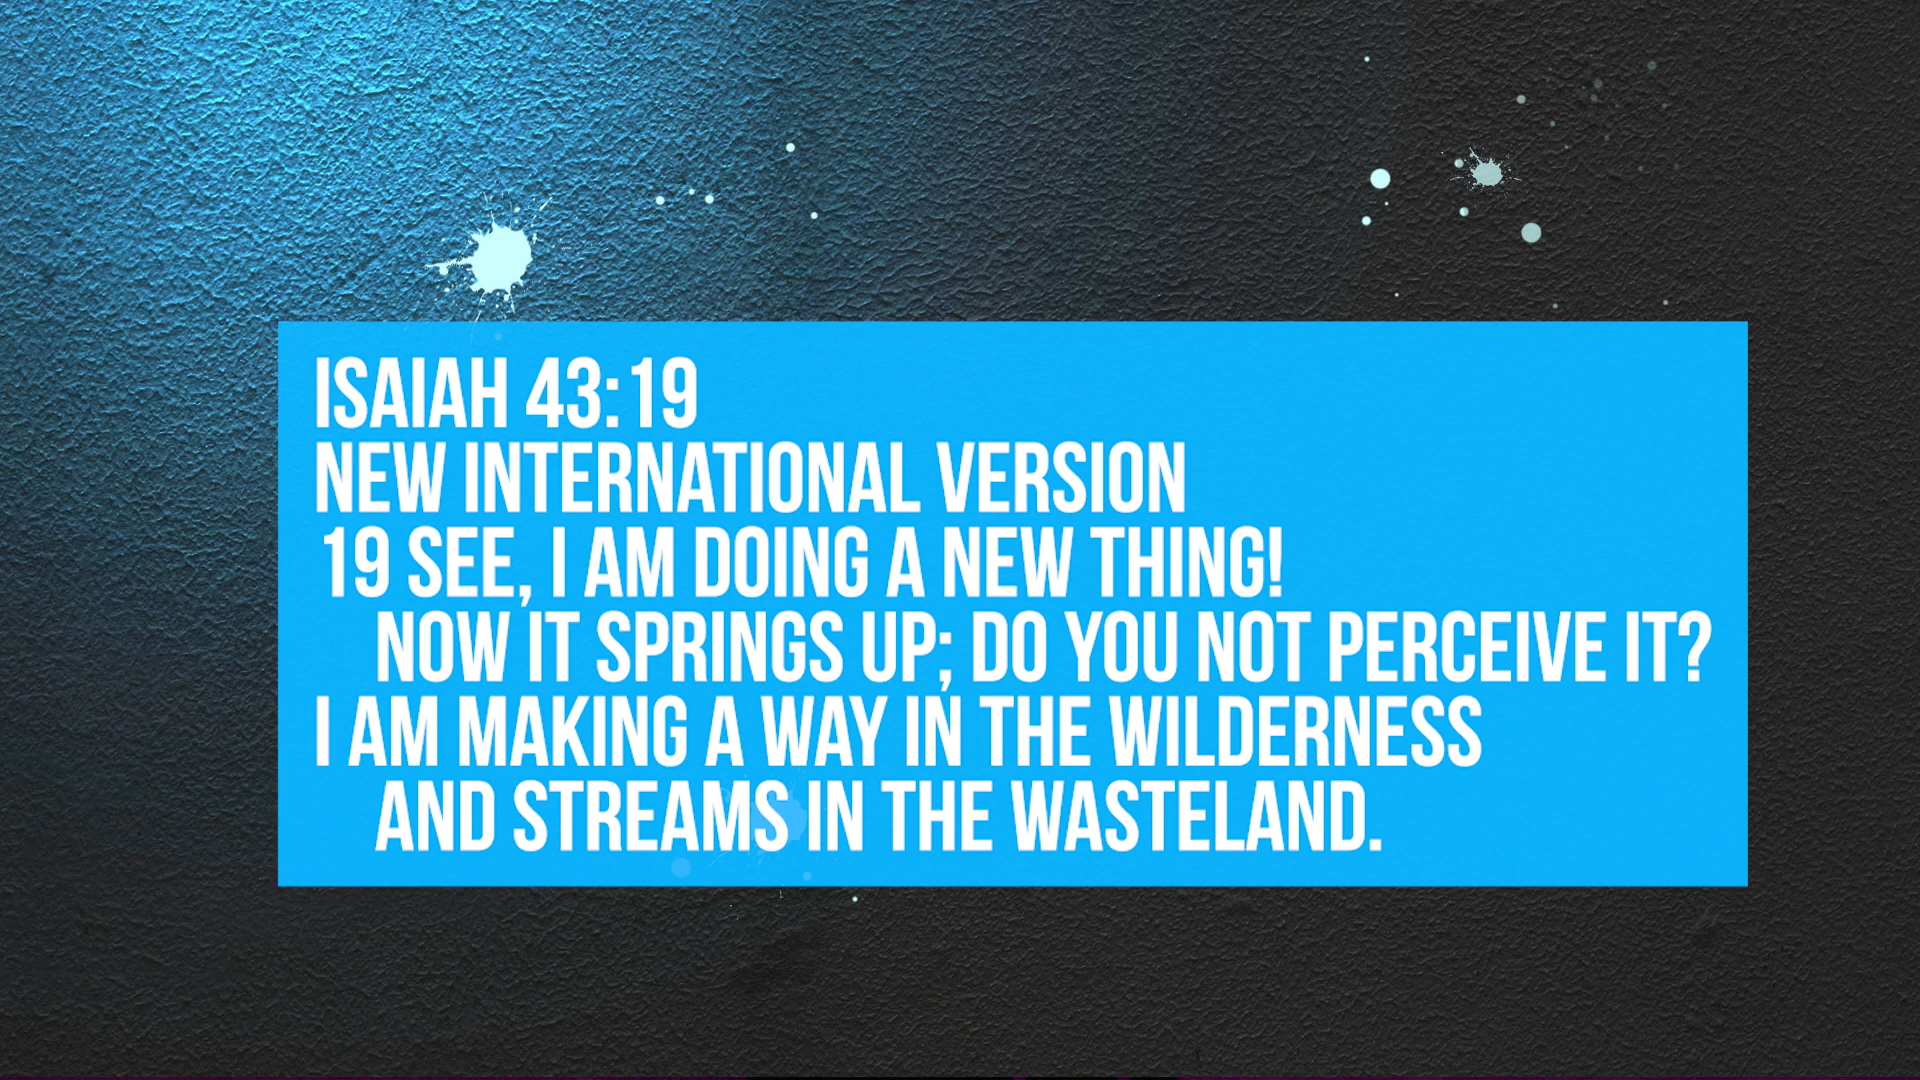 ISAIAH 43:19
NEW INTERNATIONAL VERSION
19 SEE, I AM DOING A NEW THING!
NOW IT SPRINGS UP; DO YOU NOT PERCEIVE IT?
I AM MAKING A WAY IN THE WILDERNESS
AND STREAMS IN THE WASTELAND.